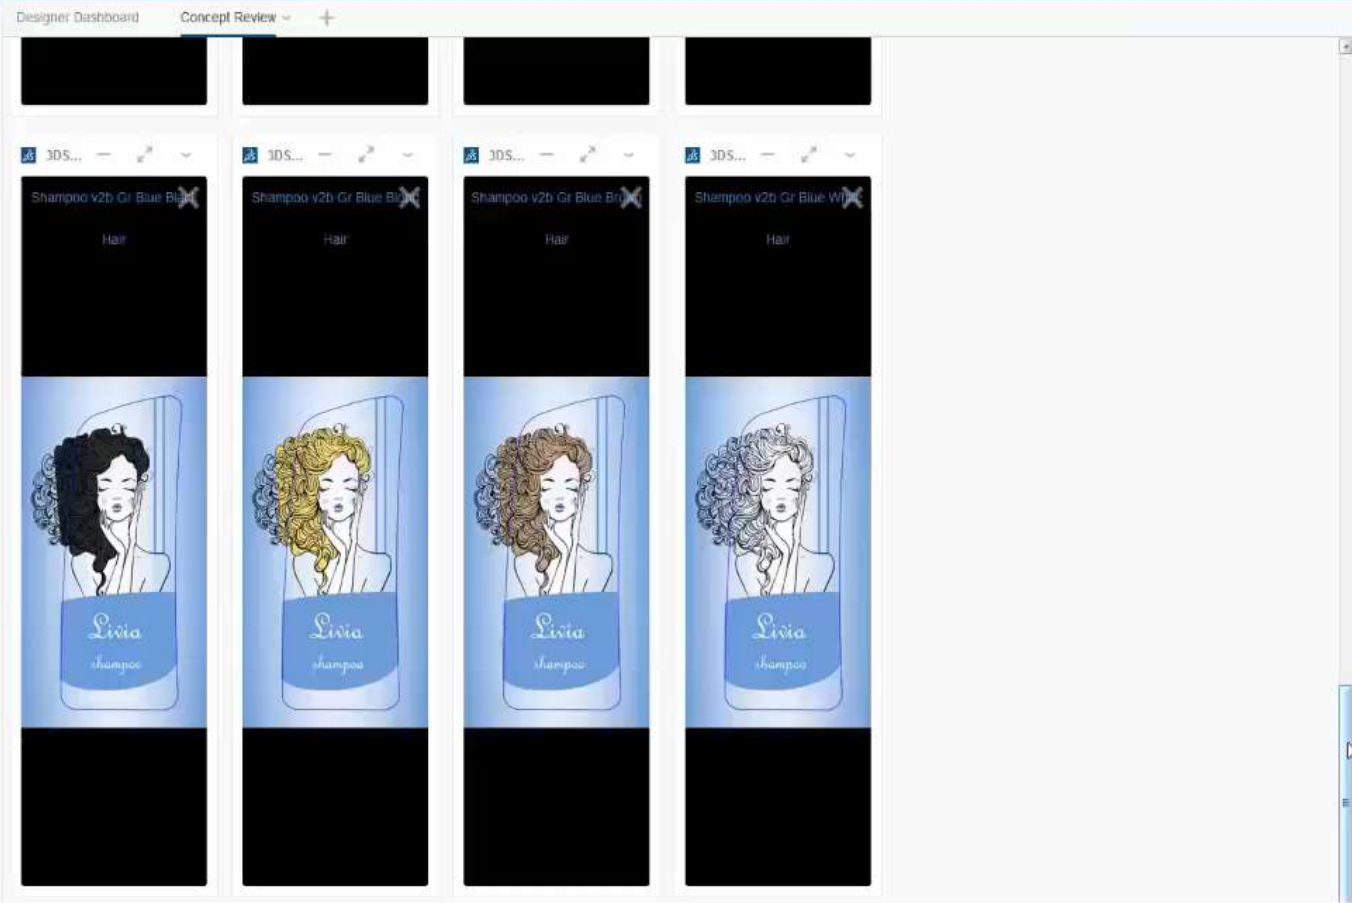 Designer Dashboard
Concept Review
3DS...
3DS...
3DS...
3DS...
Shampoo v2b Gr Blue
Hair
Shampoo v2b Gr Blue
Hair
Shampoo v2b Gr Blue
Hair
Shampoo v2b Gr Blue
Hair
Livia
shampoo
Livia
shampoo
Livia
shampoo
Livia
shampoo